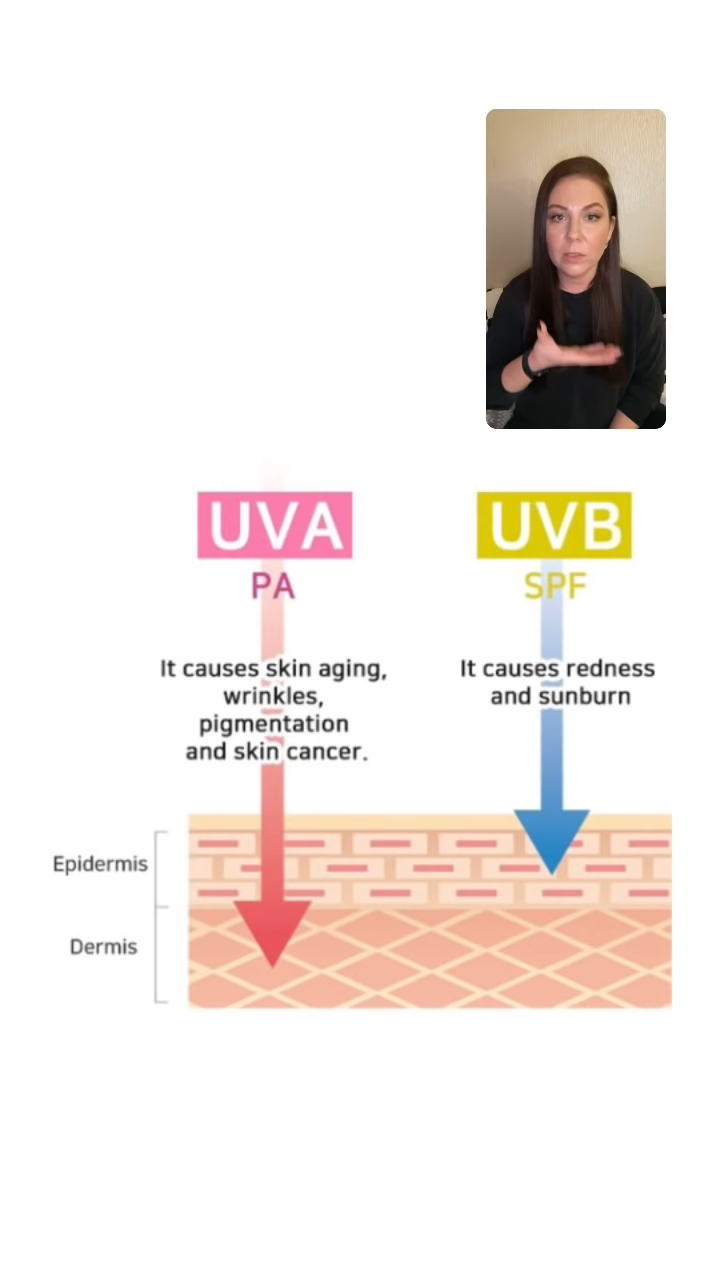 UVA
PA
It causes skin aging,
wrinkles,
pigmentation
and skin cancer.
UVB
SPF
It causes redness
and sunburn
Epidermis
Dermis